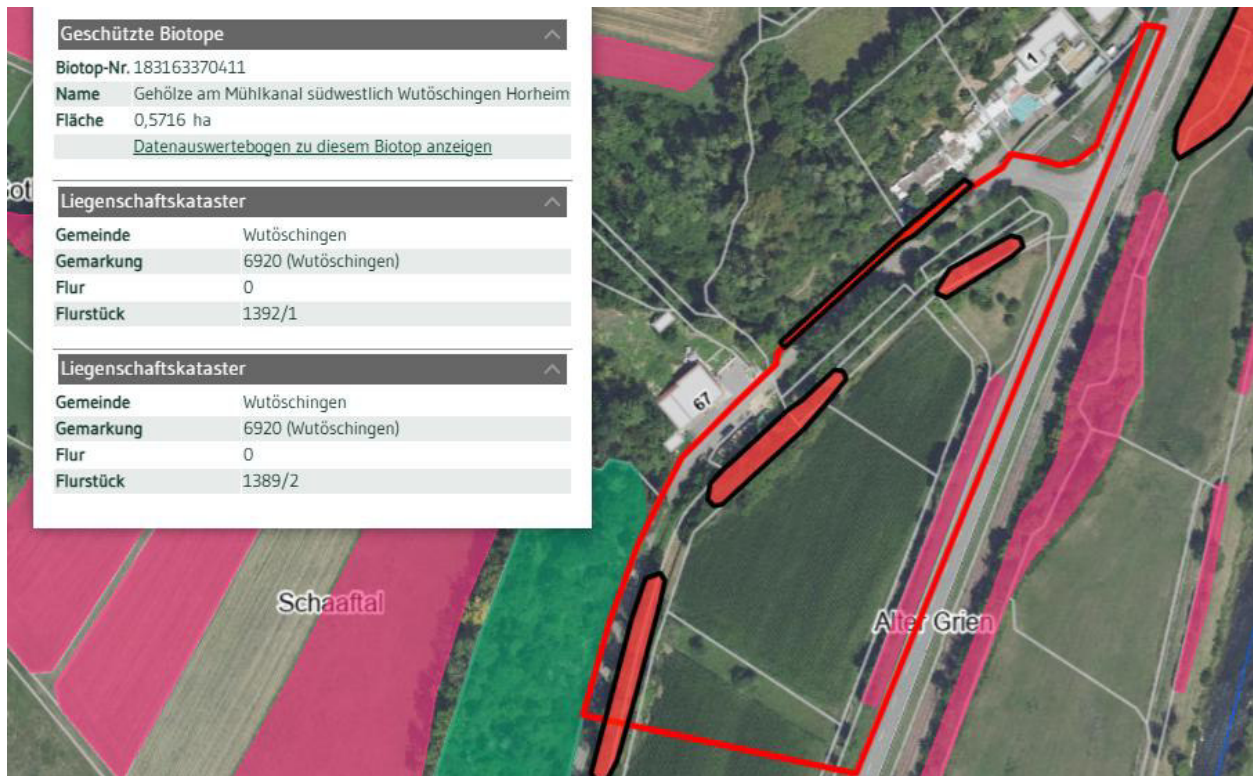 Geschützte Biotope
Biotop-Nr. 183163370411
Name Gehölze am Mühlkanal südwestlich Wutöschingen Horheim
Fläche 0,5716 ha
Datenauswertebogen zu diesem Biotop anzeigen
Liegenschaftskataster
Gemeinde Wutöschingen
Gemarkung 6920 (Wutöschingen)
Flur 0
Flurstück 1392/1
Liegenschaftskataster
Gemeinde Wutöschingen
Gemarkung 6920 (Wutöschingen)
Flur 0
Flurstück 1389/2
1
67
Schaaftal
Alter Grien